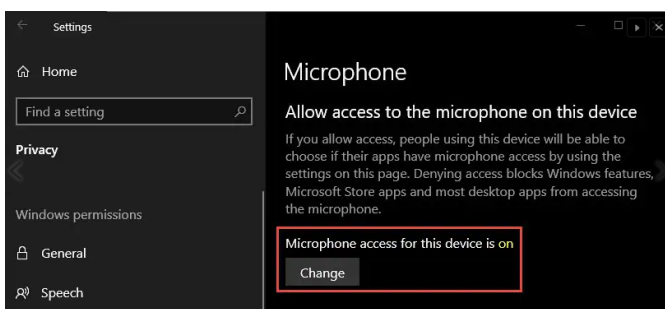 Settings
Home
Find a setting
Privacy
Windows permissions
General
Speech
Microphone
Allow access to the microphone on this device
If you allow access, people using this device will be able to
choose if their apps have microphone access by using the
settings on this page. Denying access blocks Windows features,
Microsoft Store apps and most desktop apps from accessing
the microphone.
Microphone access for this device is on
Change